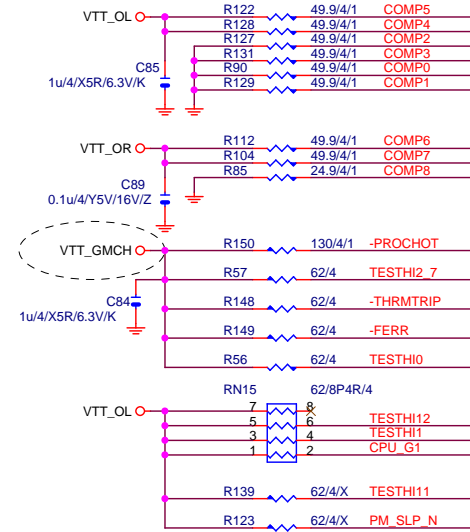 VTT_OL R122 49.9/4/1 COMP5
R128 49.9/4/1 COMP4
R127 49.9/4/1 COMP2
R131 49.9/4/1 COMP3
C85 R90 49.9/4/1 COMP0
1u/4/X5R/6.3V/K R129 49.9/4/1 COMP1
VTT_OR R112 49.9/4/1 COMP6
R104 49.9/4/1 COMP7
R85 24.9/4/1 COMP8
C89
0.1u/4/Y5V/16V/Z
VTT_GMCH R150 130/4/1 -PROCHOT
R57 62/4 TESTHI2_7
C84 R148 62/4 -THRMTRIP
1u/4/X5R/6.3V/K
R149 62/4 -FERR
R56 62/4 TESTHI0
RN15 62/8P4R/4
VTT_OL 7 8
5 6 TESTHI12
3 4 TESTHI1
1 2 CPU_G1
R139 62/4/X TESTHI11
R123 62/4/X PM_SLP_N